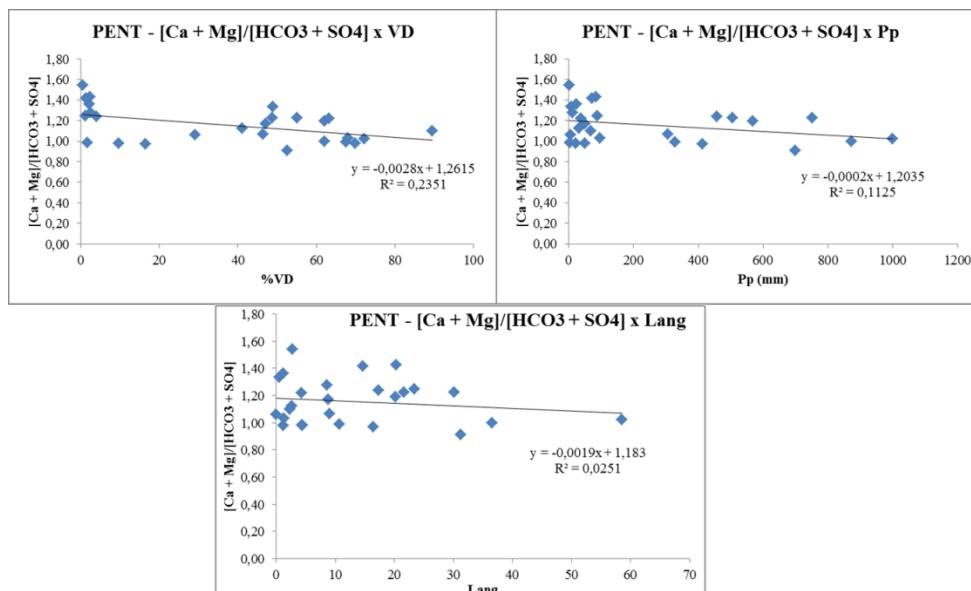 PENT - [Ca + Mg]/[HCO3 + SO4] x VD
[Ca + Mg]/[HCO3 + SO4]
1,80
1,60
1,40
1,20
1,00
0,80
0,60
0,40
0,20
0,00
y = -0,0028x + 1,2615
R² = 0,2351
0 20 40 60 80 100
%VD
PENT - [Ca + Mg]/[HCO3 + SO4] x Pp
[Ca + Mg]/[HCO3 + SO4]
1,80
1,60
1,40
1,20
1,00
0,80
0,60
0,40
0,20
0,00
y = -0,0002x + 1,2035
R² = 0,1125
0 200 400 600 800 1000 1200
Pp (mm)
PENT - [Ca + Mg]/[HCO3 + SO4] x Lang
[Ca + Mg]/[HCO3 + SO4]
1,80
1,60
1,40
1,20
1,00
0,80
0,60
0,40
0,20
0,00
y = -0,0019x + 1,183
R² = 0,0251
0 10 20 30 40 50 60 70
Lang